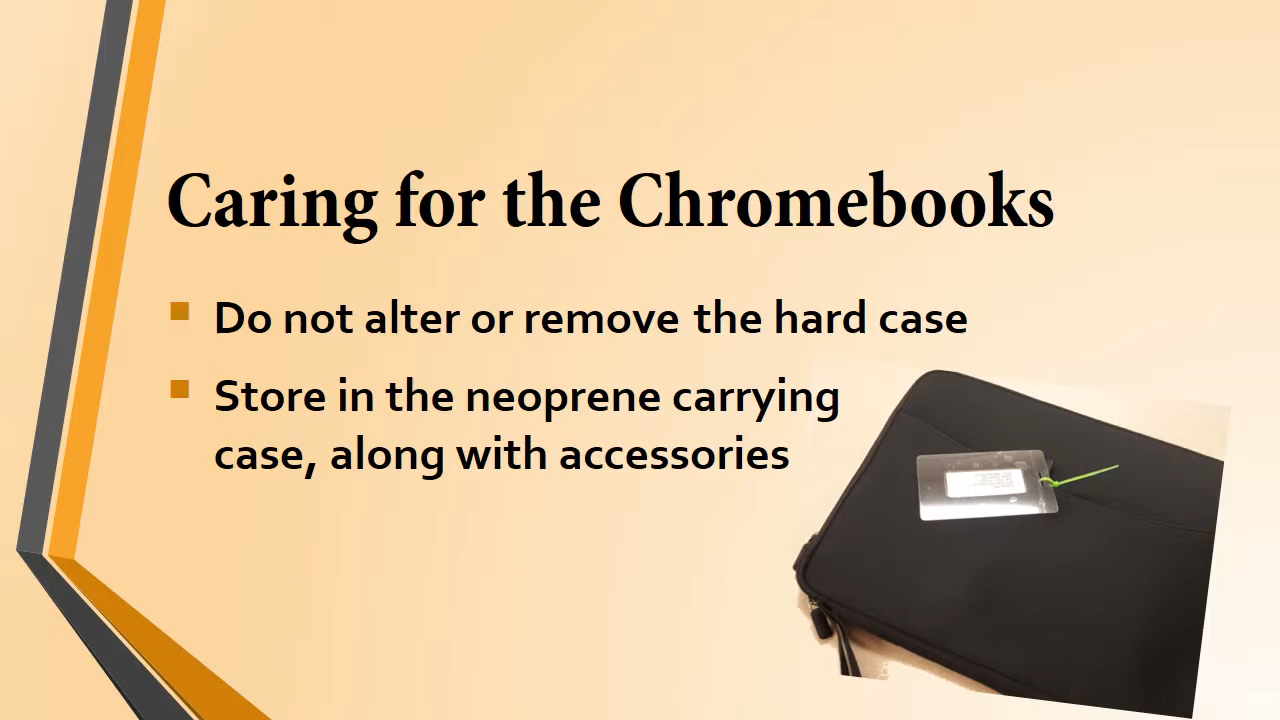 Caring for the Chromebooks
Do not alter or remove the hard case
Store in the neoprene carrying
case, along with accessories